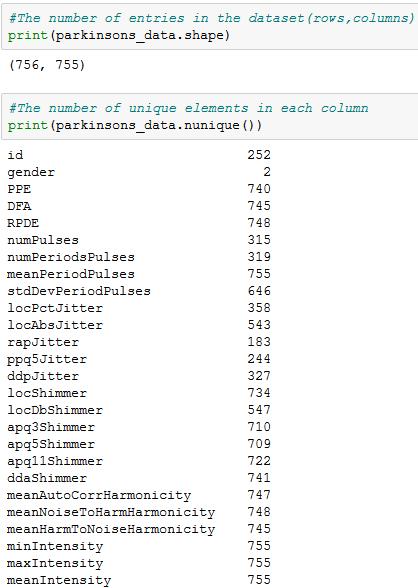 #The number of entries in the dataset(rows,columns)
print(parkinsons_data.shape)
(756, 755)
#The number of unique elements in each column
print(parkinsons_data.nunique())
id 252
gender 2
PPE 740
DFA 745
RPDE 748
numPulses 315
numPeriodsPulses 319
meanPeriodPulses 755
stdDevPeriodPulses 646
locPctJitter 358
locAbsJitter 543
rapJitter 183
ppq5Jitter 244
ddpJitter 327
locShimmer 734
locDbShimmer 547
apq3Shimmer 710
apq5Shimmer 709
apq11Shimmer 722
ddaShimmer 741
meanAutoCorrHarmonicity 747
meanNoiseToHarmHarmonicity 748
meanHarmToNoiseHarmonicity 745
minIntensity 755
maxIntensity 755
meanIntensity 755